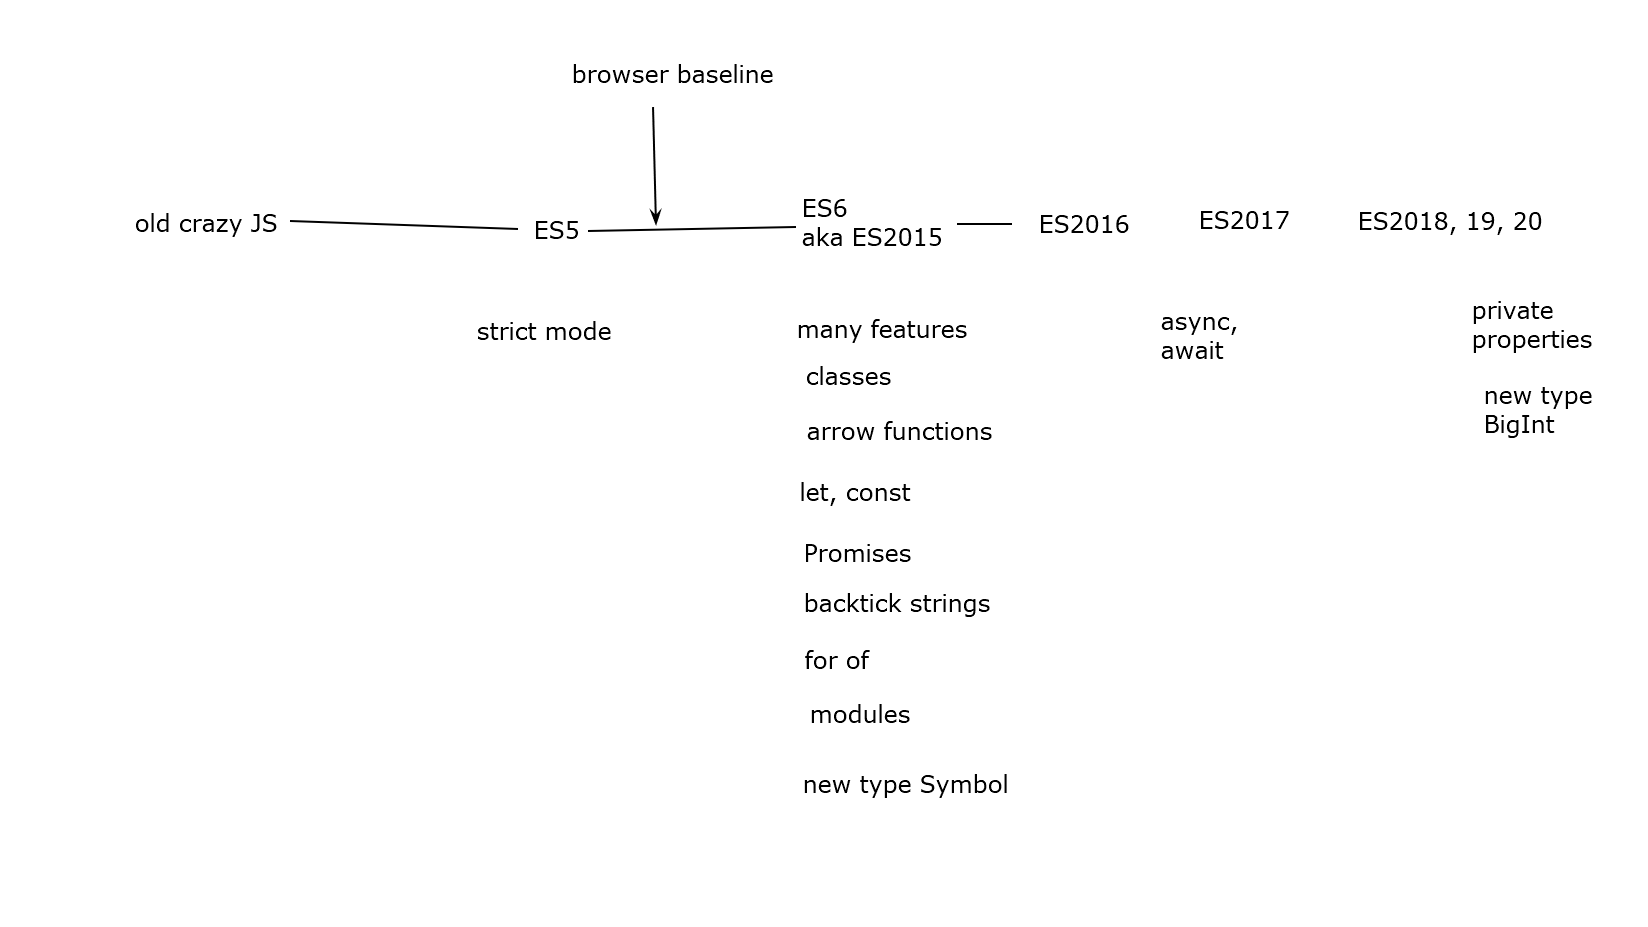 browser baseline
old crazy JS
ES5
ES6
aka ES2015
ES2016
ES2017
ES2018, 19, 20
strict mode
many features
classes
arrow functions
let, const
Promises
backtick strings
for of
modules
new type Symbol
async,
await
private
properties
new type
BigInt